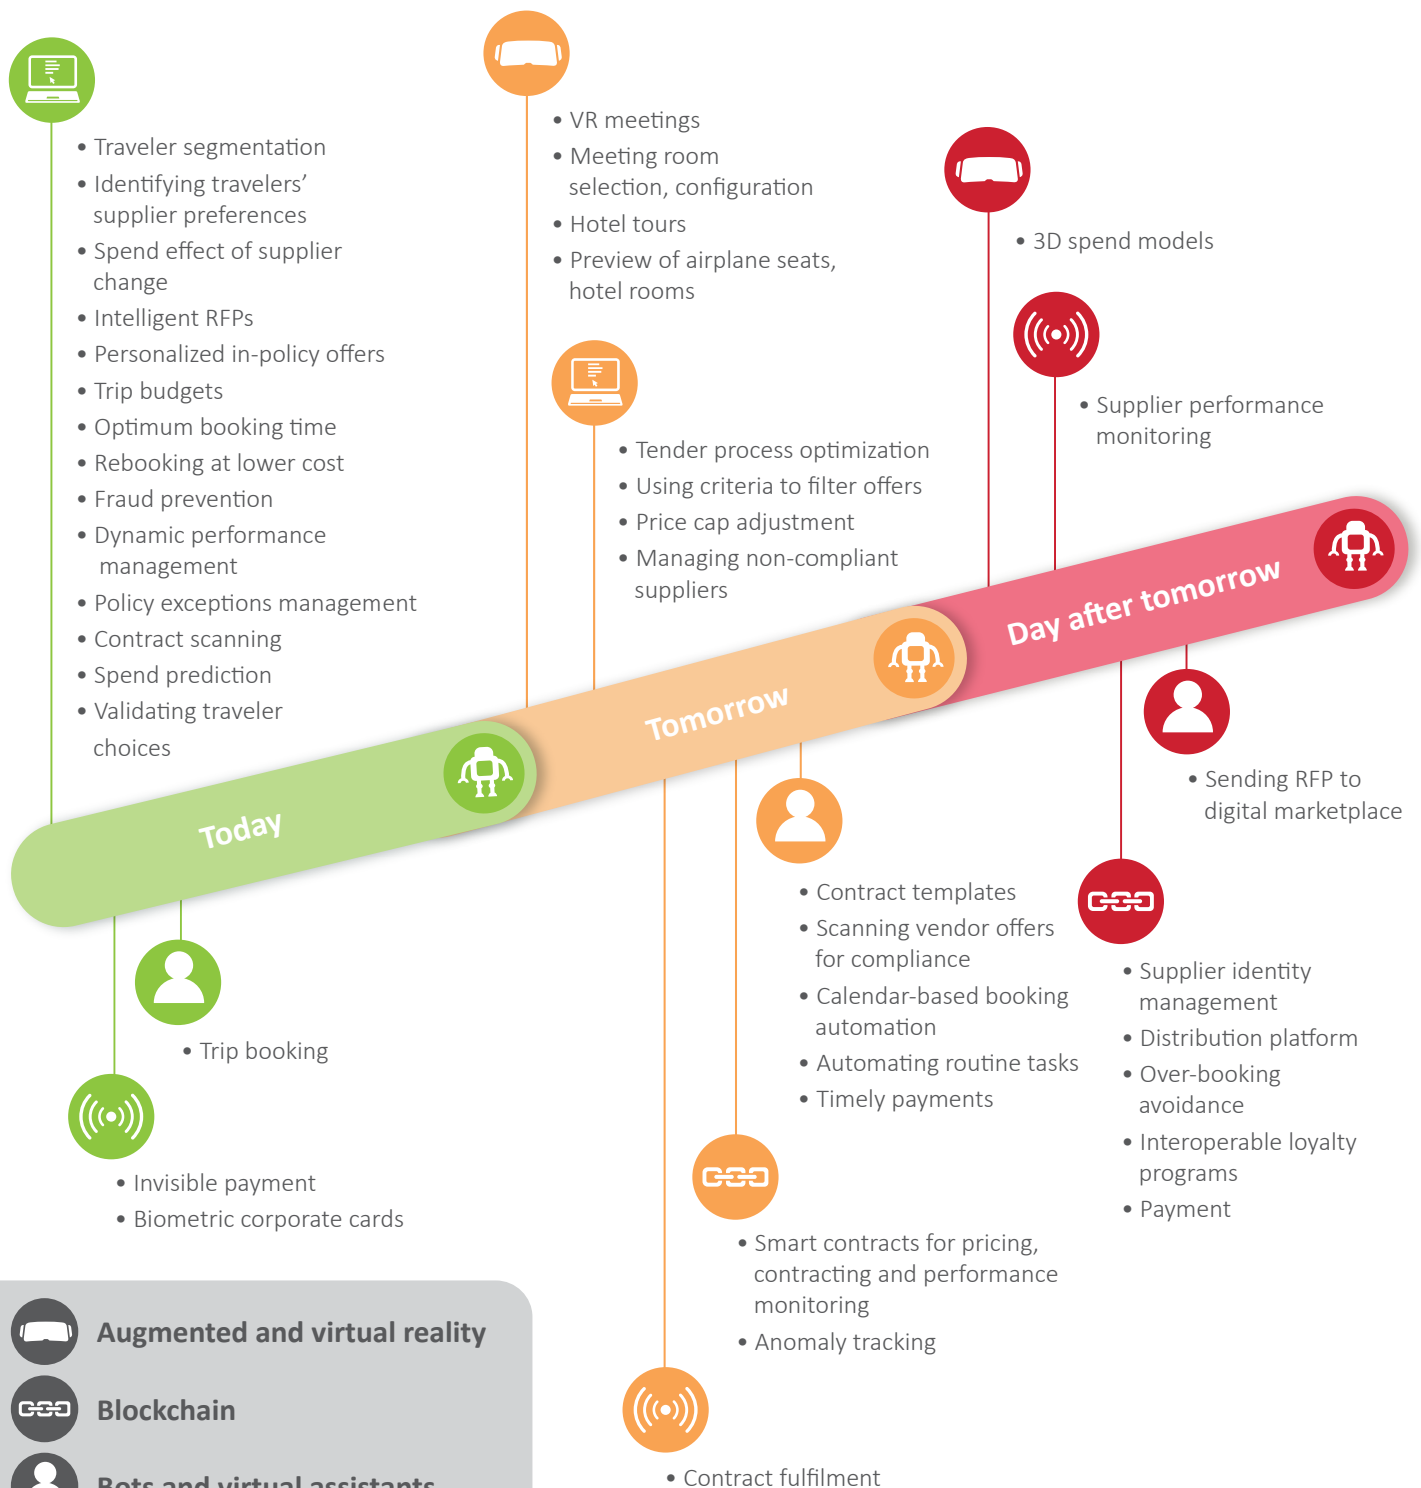 • Traveler segmentation
• Identifying travelers’
supplier preferences
• Spend effect of supplier
change
• Intelligent RFPs
• Personalized in-policy offers
• Trip budgets
• Optimum booking time
• Rebooking at lower cost
• Fraud prevention
• Dynamic performance
management
• Policy exceptions management
• Contract scanning
• Spend prediction
• Validating traveler
choices
• VR meetings
• Meeting room
selection, configuration
• Hotel tours
• Preview of airplane seats,
hotel rooms
• Tender process optimization
• Using criteria to filter offers
• Price cap adjustment
• Managing non-compliant
suppliers
• 3D spend models
• Supplier performance
monitoring
Today
Tomorrow
Day after tomorrow
• Trip booking
• Invisible payment
• Biometric corporate cards
• Contract templates
• Scanning vendor offers
for compliance
• Calendar-based booking
automation
• Automating routine tasks
• Timely payments
• Smart contracts for pricing,
contracting and performance
monitoring
• Anomaly tracking
• Contract fulfilment
• Sending RFP to
digital marketplace
• Supplier identity
management
• Distribution platform
• Over-booking
avoidance
• Interoperable loyalty
programs
• Payment
Augmented and virtual reality
Blockchain
Bots and virtual assistants